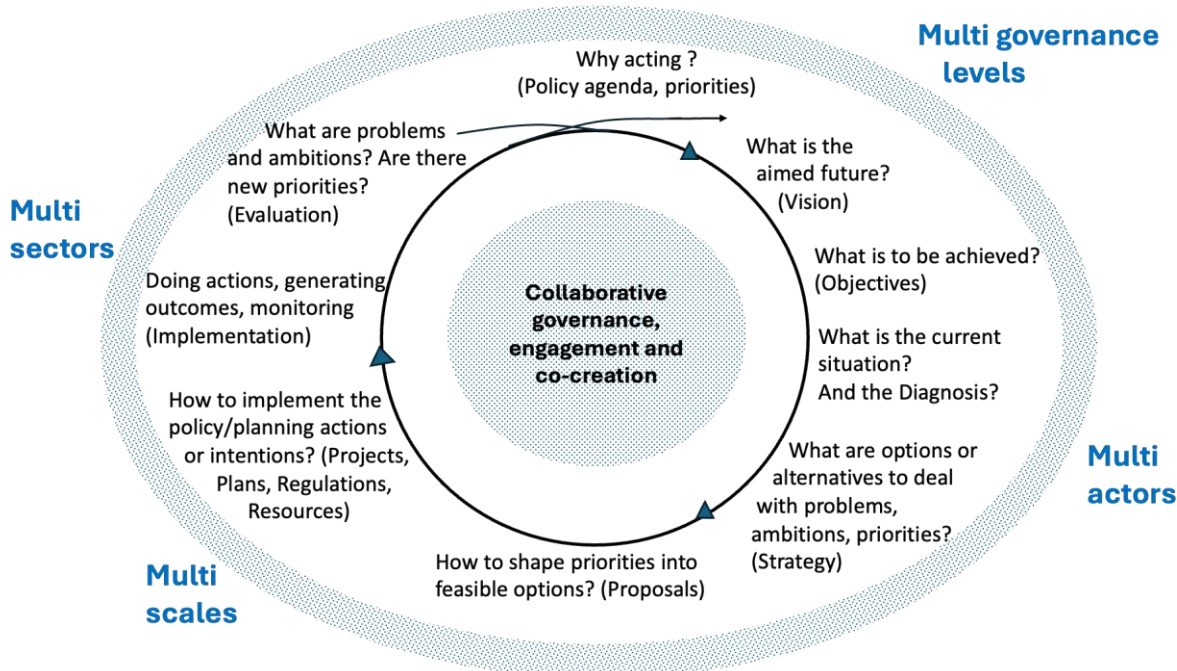 Multi governance
levels
Why acting ?
(Policy agenda, priorities)
What is the
aimed future?
(Vision)
What is to be achieved?
(Objectives)
What is the current
situation?
And the Diagnosis?
What are options or
alternatives to deal
with problems,
ambitions, priorities?
(Strategy)
Multi
actors
How to shape priorities into
feasible options? (Proposals)
Multi
scales
How to implement the
policy/planning actions
or intentions? (Projects,
Plans, Regulations,
Resources)
Doing actions, generating
outcomes, monitoring
(Implementation)
Multi
sectors
What are problems
and ambitions? Are there
new priorities?
(Evaluation)
Collaborative
governance,
engagement and
co-creation